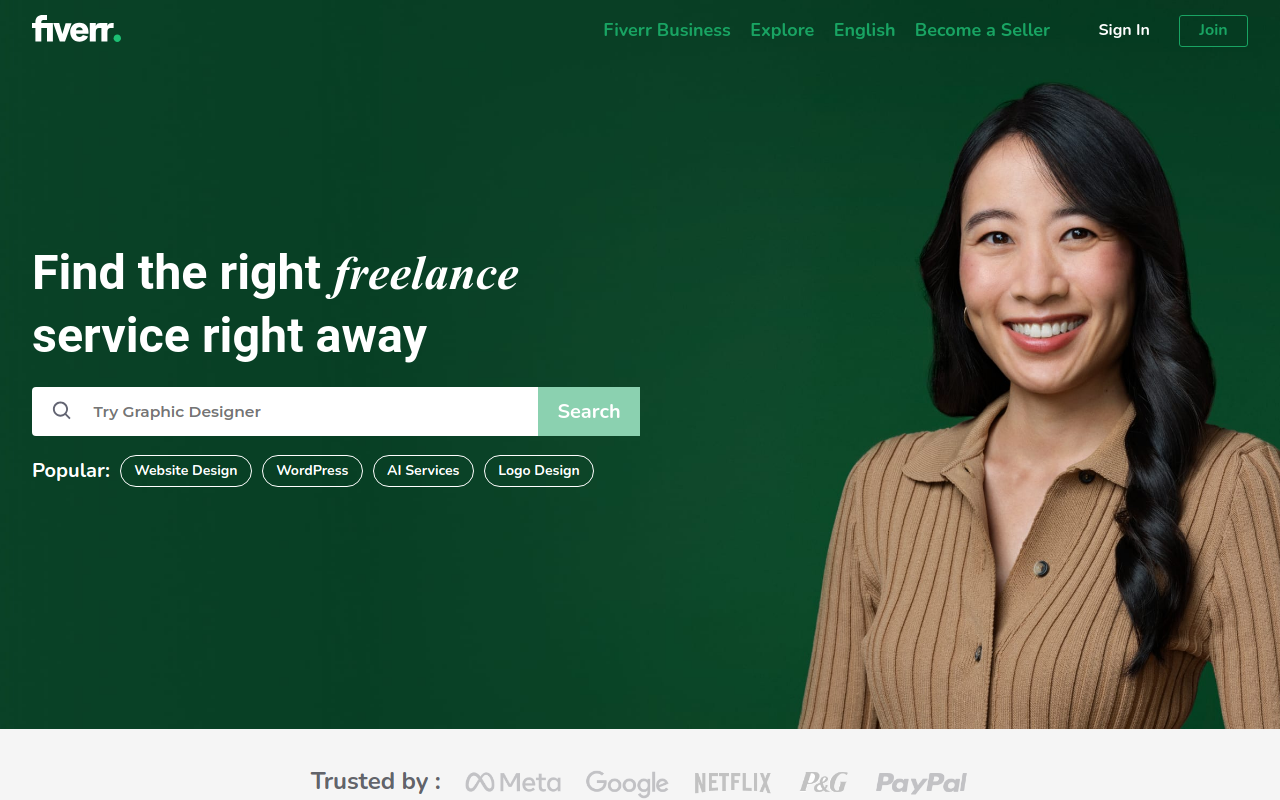 fiverr.
Fiverr Business Explore English Become a Seller Sign In Join
Find the right freelance
service right away
Try Graphic Designer Search
Popular: Website Design WordPress AI Services Logo Design
Trusted by : Meta Google NETFLIX P&G PayPal